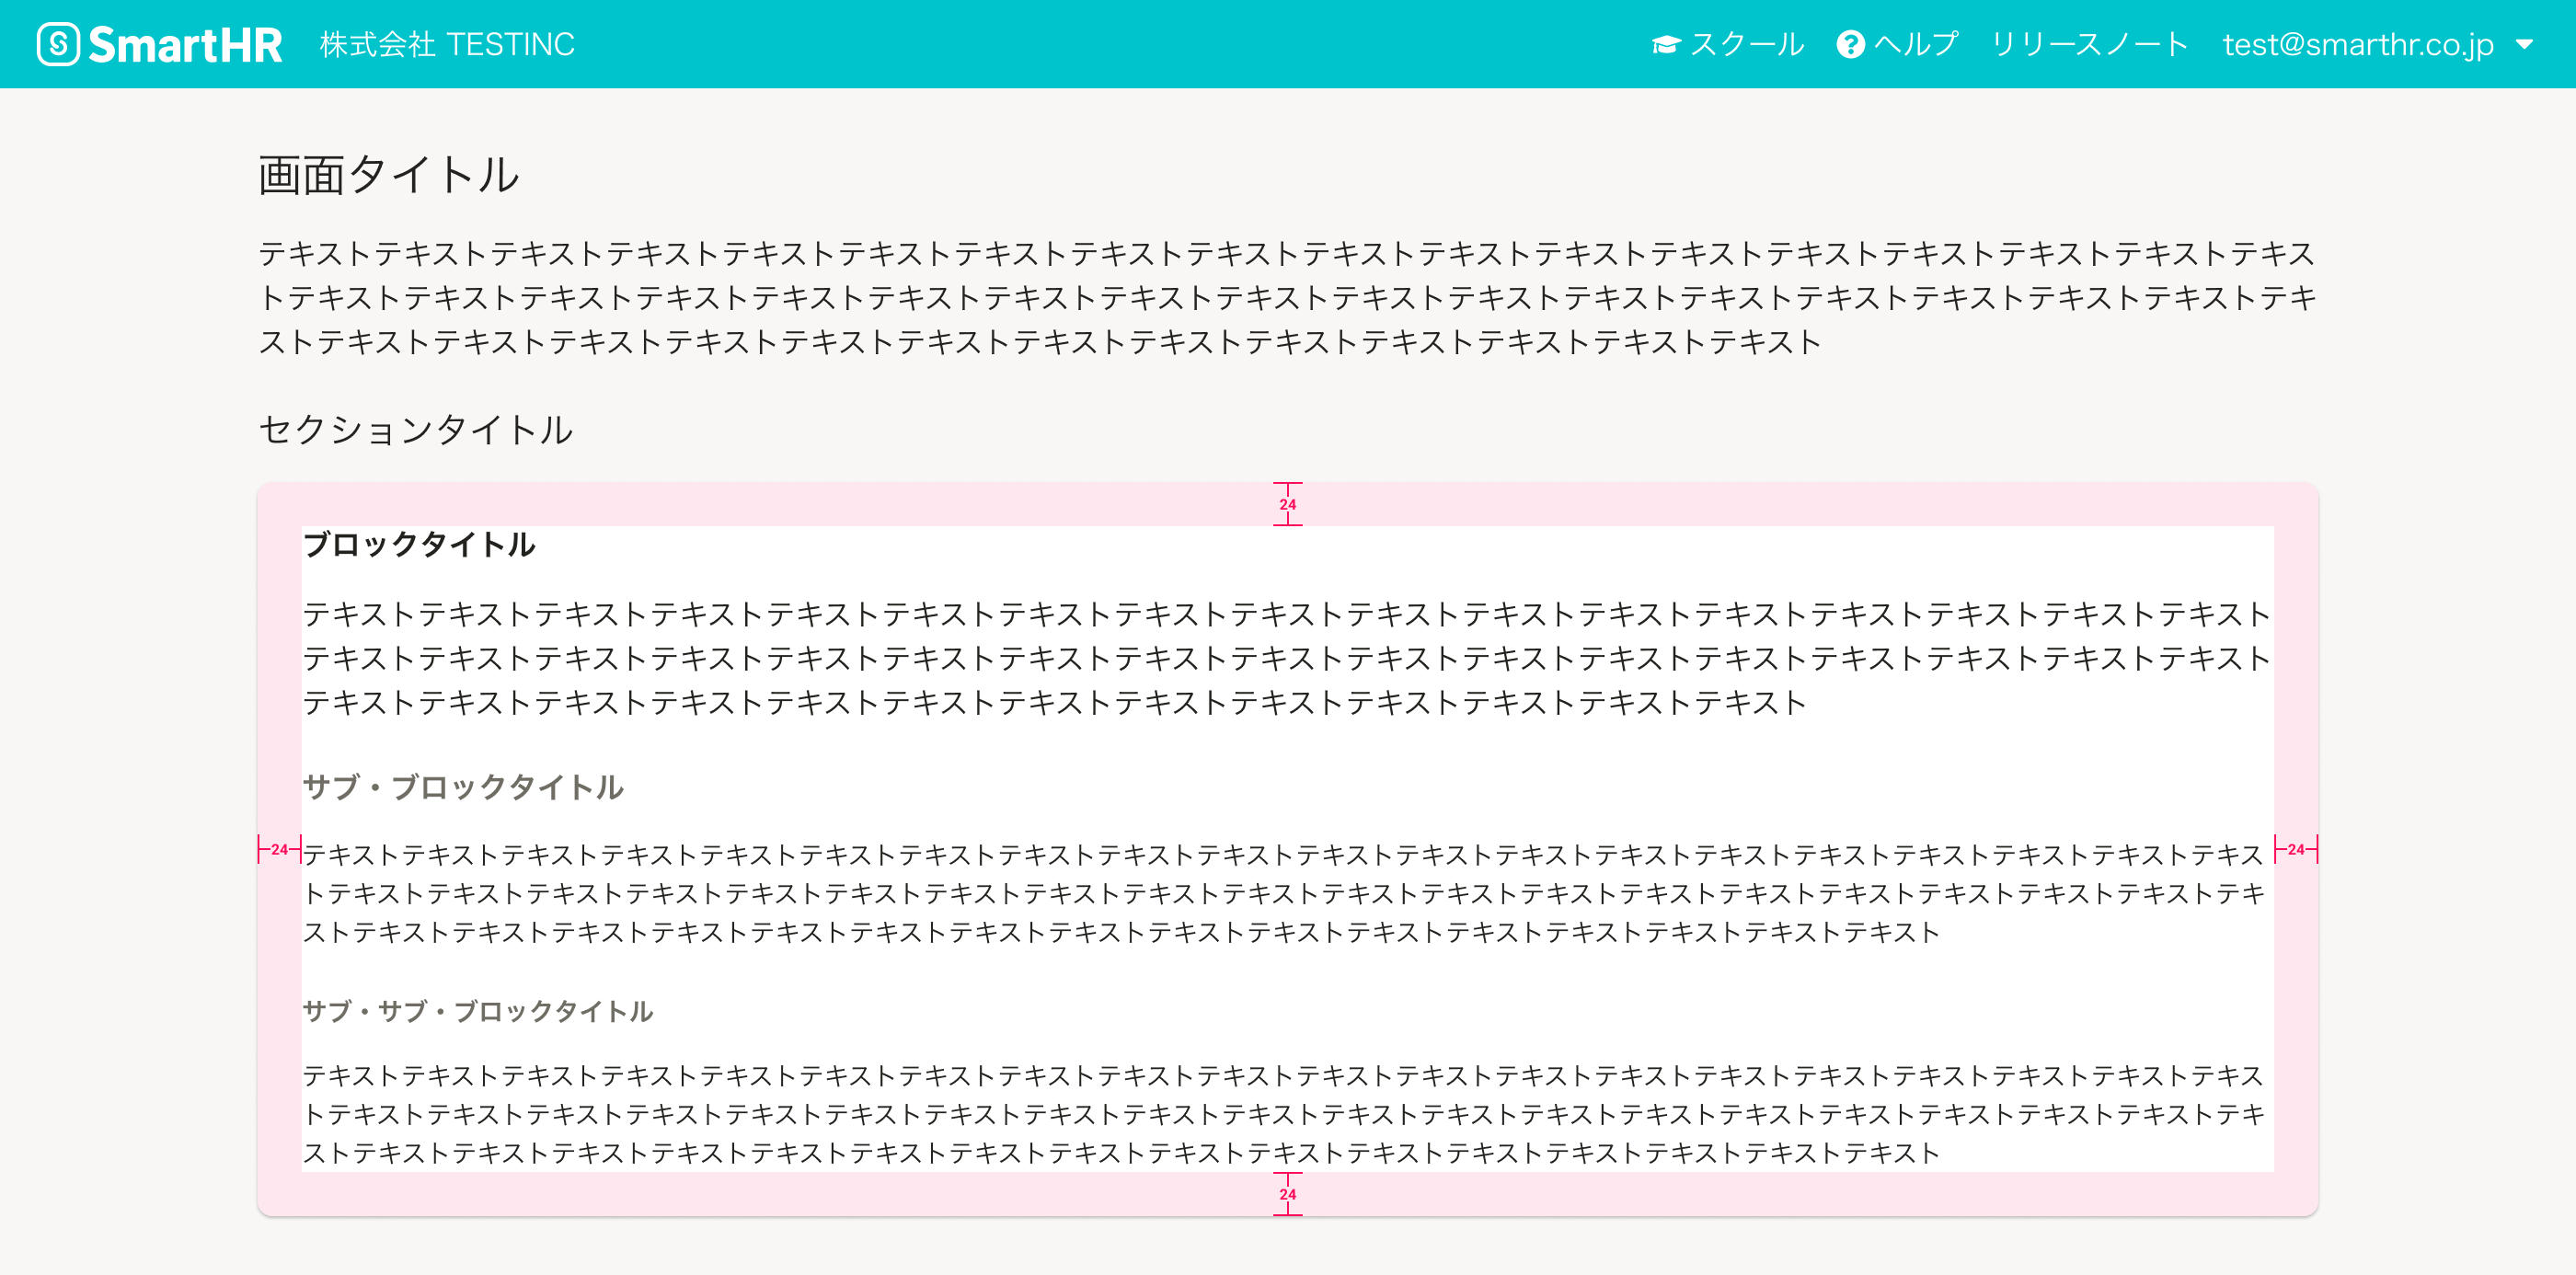 SmartHR 株式会社 TESTINC スクール ヘルプ リリースノート test@smarthr.co.jp
画面タイトル
テキストテキストテキストテキストテキストテキストテキストテキストテキストテキストテキストテキストテキストテキストテキストテキストテキストテキス
トテキストテキストテキストテキストテキストテキストテキストテキストテキストテキストテキストテキストテキストテキストテキストテキストテキストテキ
ストテキストテキストテキストテキストテキストテキストテキストテキストテキストテキストテキストテキストテキスト
セクションタイトル
24
ブロックタイトル
テキストテキストテキストテキストテキストテキストテキストテキストテキストテキストテキストテキストテキストテキストテキストテキストテキスト
テキストテキストテキストテキストテキストテキストテキストテキストテキストテキストテキストテキストテキストテキストテキストテキストテキスト
テキストテキストテキストテキストテキストテキストテキストテキストテキストテキストテキストテキストテキスト
サブ・ブロックタイトル
24
24
テキストテキストテキストテキストテキストテキストテキストテキストテキストテキストテキストテキストテキストテキストテキストテキストテキストテキストテキストテキス
トテキストテキストテキストテキストテキストテキストテキストテキストテキストテキストテキストテキストテキストテキストテキストテキストテキストテキストテキストテキ
ストテキストテキストテキストテキストテキストテキストテキストテキストテキストテキストテキストテキストテキストテキストテキストテキスト
サブ・サブ・ブロックタイトル
テキストテキストテキストテキストテキストテキストテキストテキストテキストテキストテキストテキストテキストテキストテキストテキストテキストテキストテキストテキス
トテキストテキストテキストテキストテキストテキストテキストテキストテキストテキストテキストテキストテキストテキストテキストテキストテキストテキストテキストテキ
ストテキストテキストテキストテキストテキストテキストテキストテキストテキストテキストテキストテキストテキストテキストテキストテキスト
24